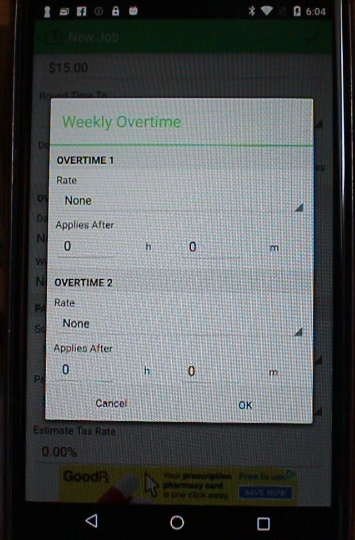 6:04
New Job
$15.00
Round Time To
Weekly Overtime
OVERTIME 1
Rate
None
Applies After
0 h 0 m
OVERTIME 2
Rate
None
Applies After
0 h 0 m
Cancel OK
Estimate Tax Rate
0.00%
GoodRx
Your prescription
pharmacy card
is one click away.
Free to use
SAVE NOW